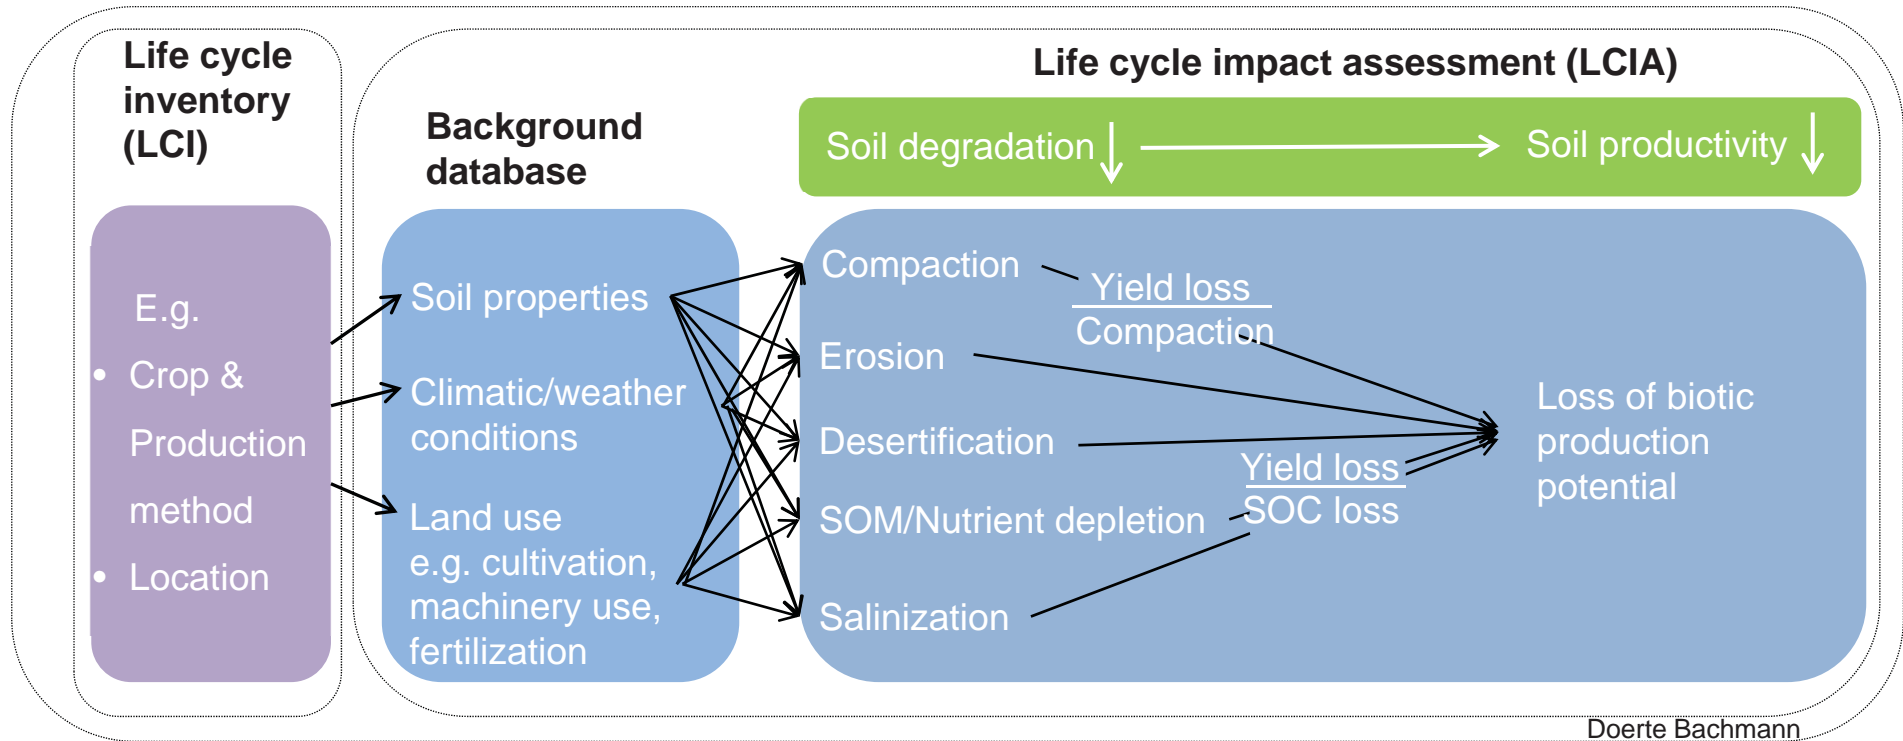 Life cycle
inventory
(LCI)
E.g.
• Crop &
Production
method
• Location
Background
database
Soil properties
Climatic/weather
conditions
Land use
e.g. cultivation,
machinery use,
fertilization
Life cycle impact assessment (LCIA)
Soil degradation
Soil productivity
Compaction
Erosion
Desertification
SOM/Nutrient depletion
Salinization
Yield loss
Compaction
Yield loss
SOC loss
Loss of biotic
production
potential
Doerte Bachmann